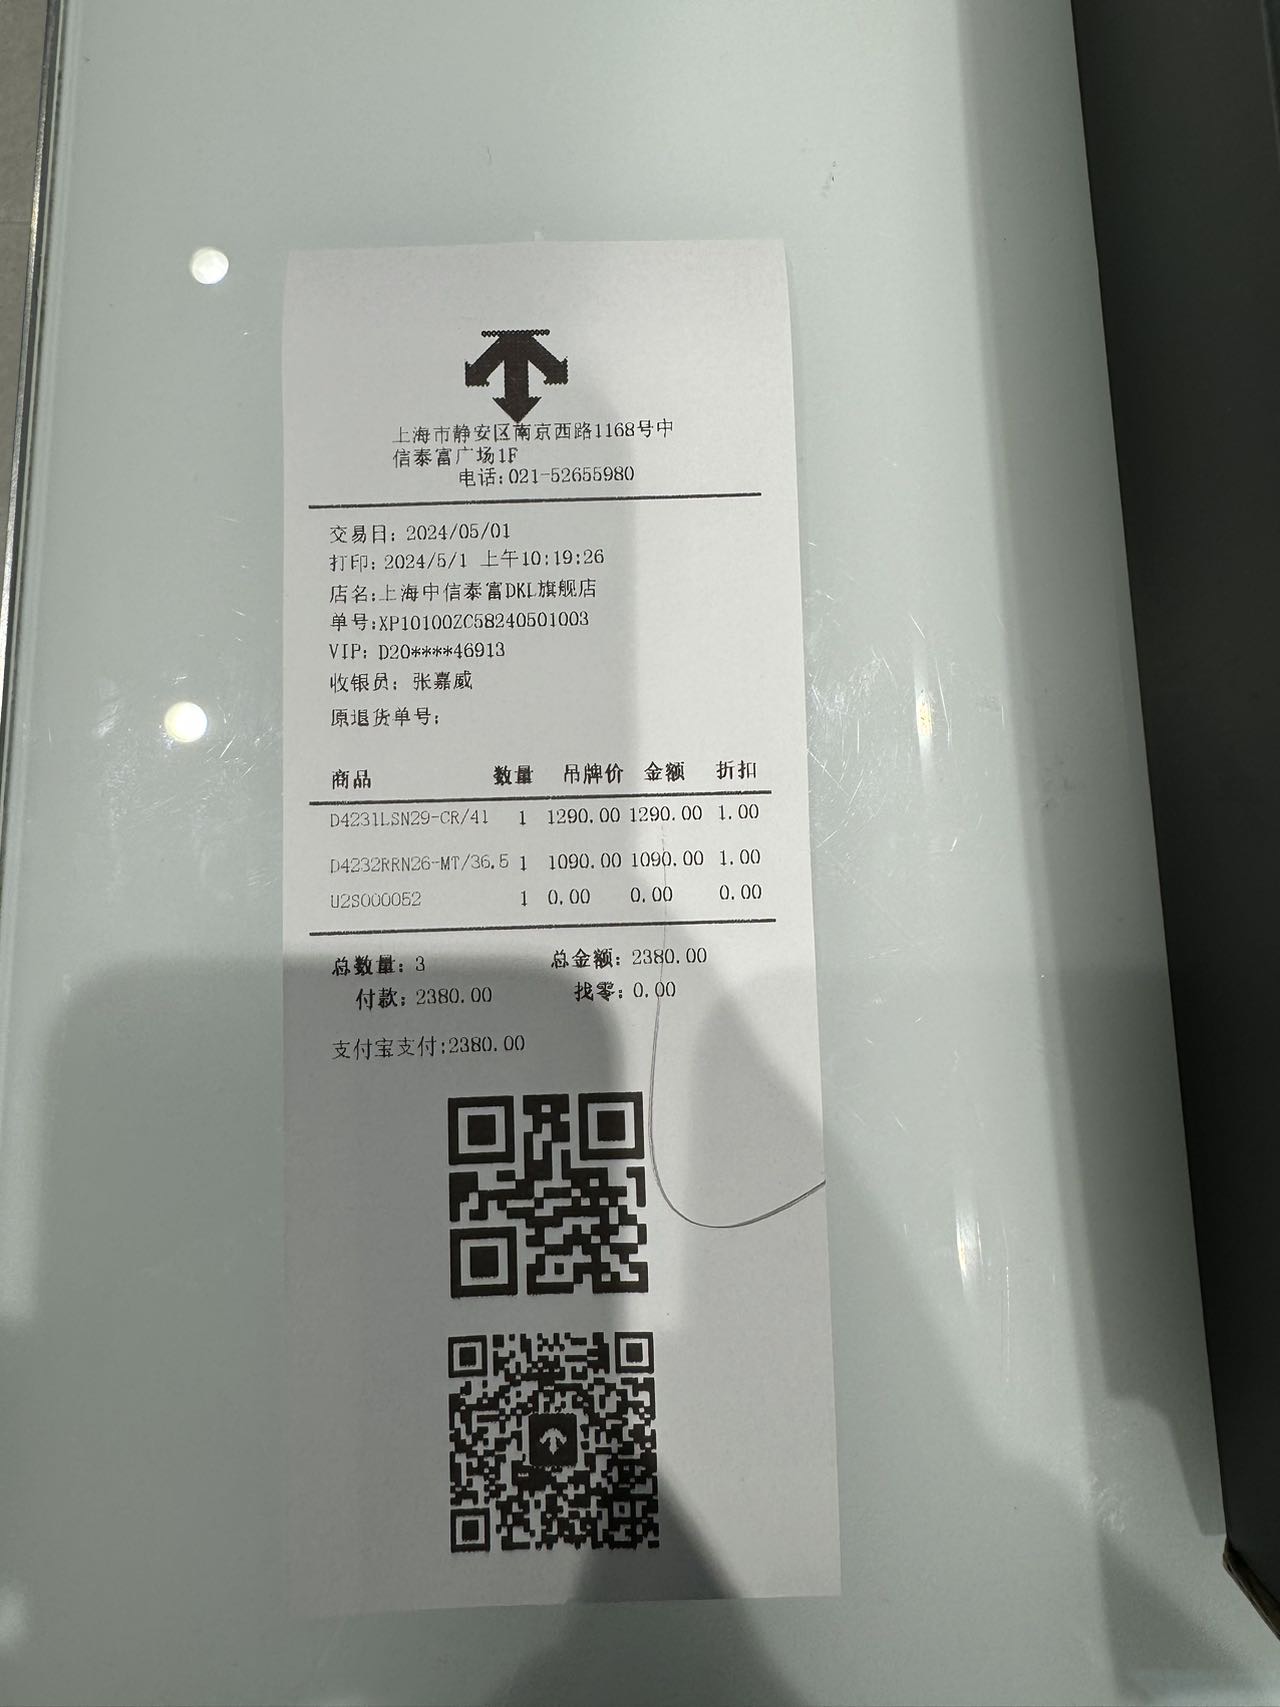 上海市静安区南京西路1168号中
信泰富广场1F
电话:021-52655980
交易日: 2024/05/01
打印: 2024/5/1 上午10:19:26
店名:上海中信泰富DKL旗舰店
单号:XP10100ZC58240501003
VIP: D20****46913
收银员: 张嘉威
原退货单号:
商品 数量 吊牌价 金额 折扣
D4231LSN29-CR/41 1 1290.00 1290.00 1.00
D4232RRN26-MT/36.5 1 1090.00 1090.00 1.00
U2S000052 1 0.00 0.00 0.00
总数量: 3 总金额: 2380.00
付款: 2380.00 找零: 0.00
支付宝支付:2380.00